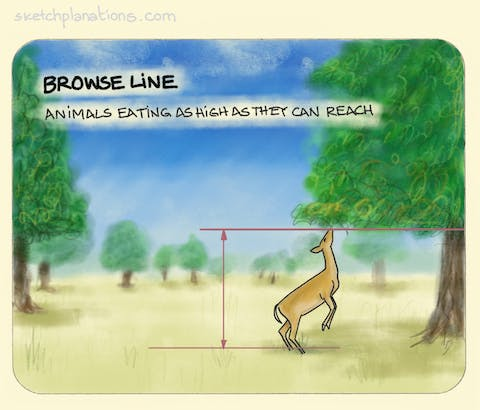 sketchplanations.com
BROWSE LINE
ANIMALS EATING AS HIGH AS THEY CAN REACH